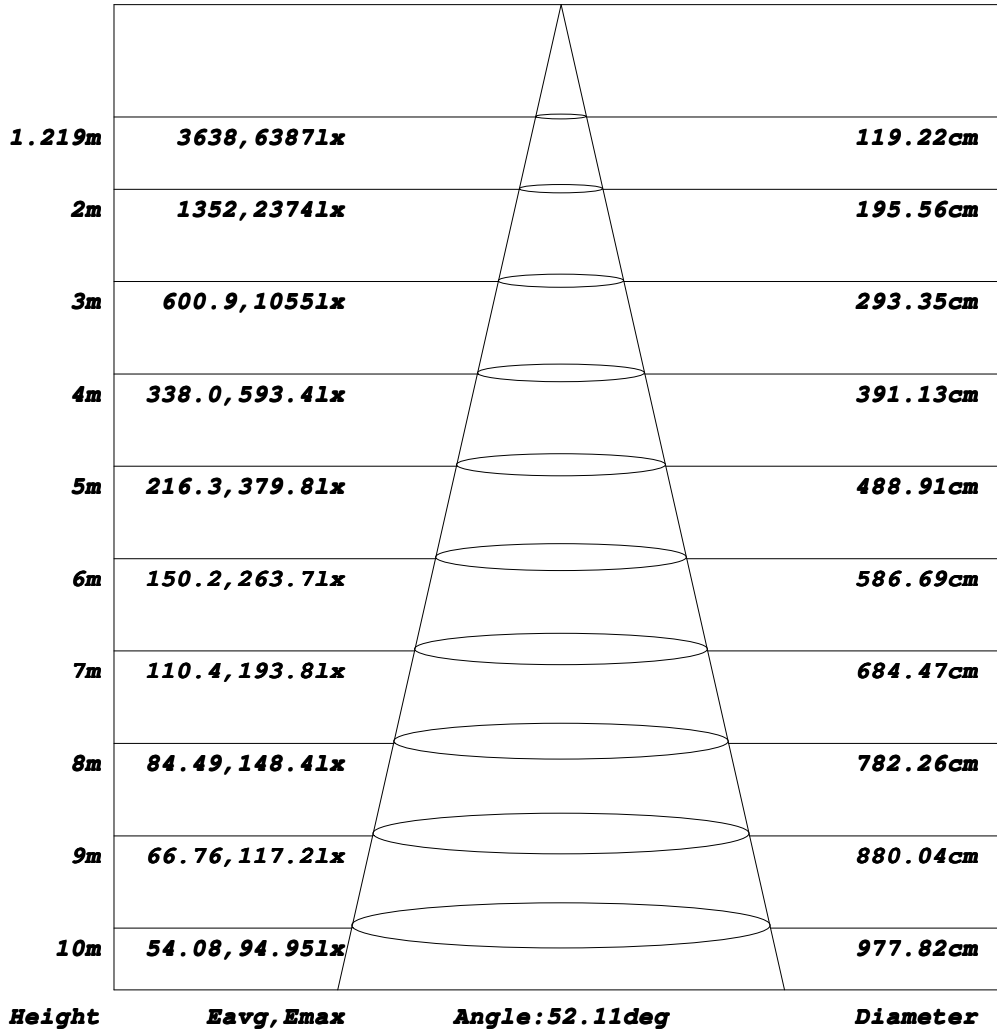 1.219m 3638,6387lx 119.22cm
2m 1352,2374lx 195.56cm
3m 600.9,1055lx 293.35cm
4m 338.0,593.4lx 391.13cm
5m 216.3,379.8lx 488.91cm
6m 150.2,263.7lx 586.69cm
7m 110.4,193.8lx 684.47cm
8m 84.49,148.4lx 782.26cm
9m 66.76,117.2lx 880.04cm
10m 54.08,94.95lx 977.82cm
Height Eavg,Emax Angle:52.11deg Diameter